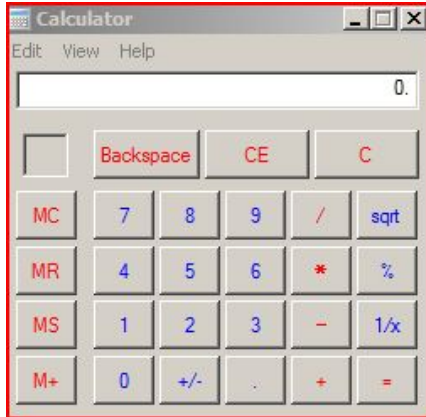 Calculator
Edit View Help
0.
Backspace CE C
MC 7 8 9 / sqrt
MR 4 5 6 * %
MS 1 2 3 - 1/x
M+ 0 +/- . + =